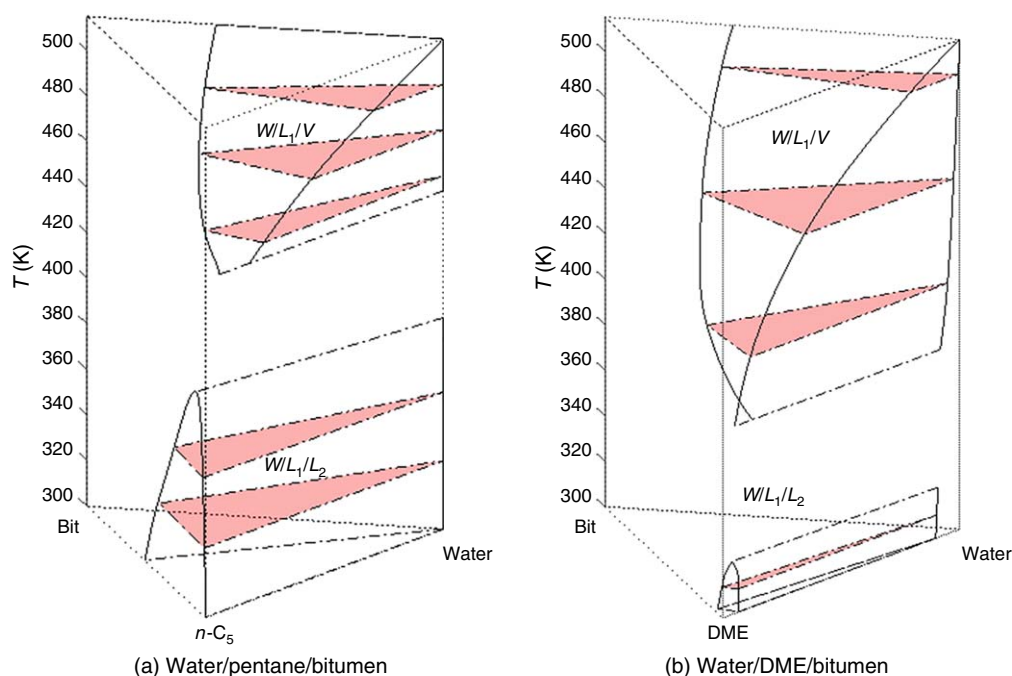 500
480
460
440
420
400
380
360
340
320
300
T (K)
W/L₁/V
W/L₁/L₂
Bit
Water
n-C₅
(a) Water/pentane/bitumen
500
480
460
440
420
400
380
360
340
320
300
T (K)
W/L₁/V
W/L₁/L₂
Bit
Water
DME
(b) Water/DME/bitumen